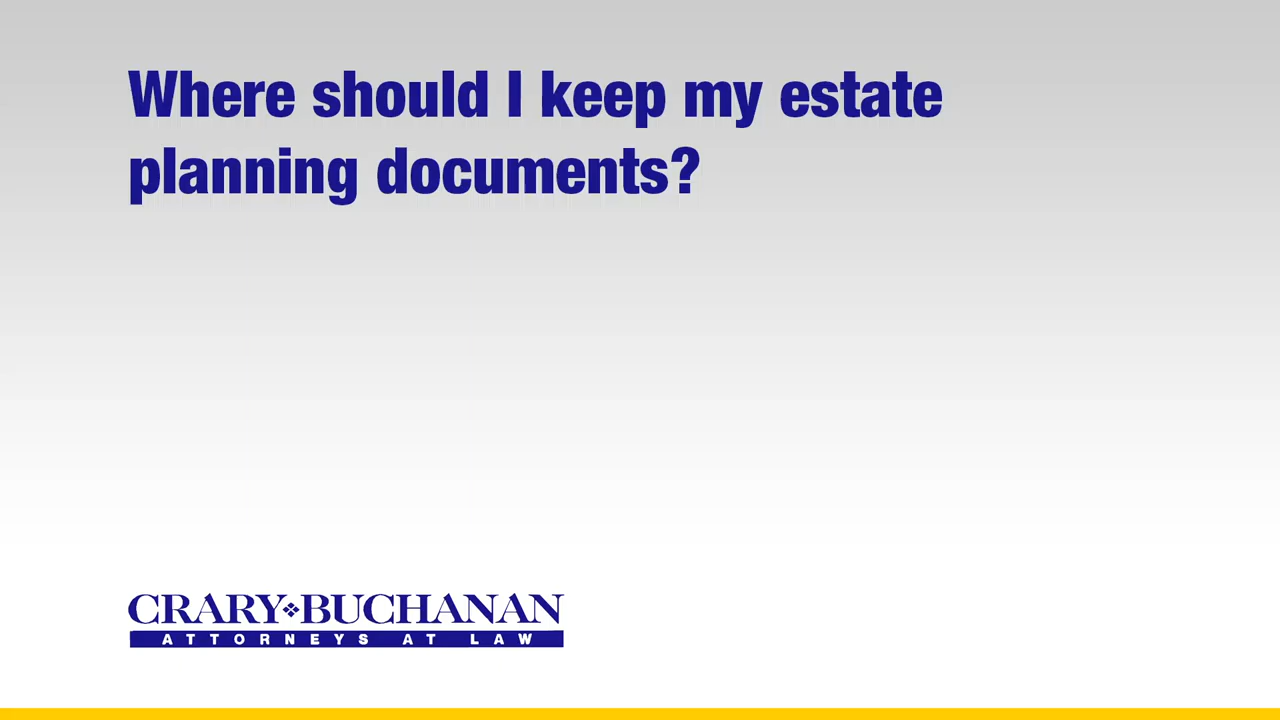 Where should I keep my estate
planning documents?
CRARY BUCHANAN
ATTORNEYS AT LAW